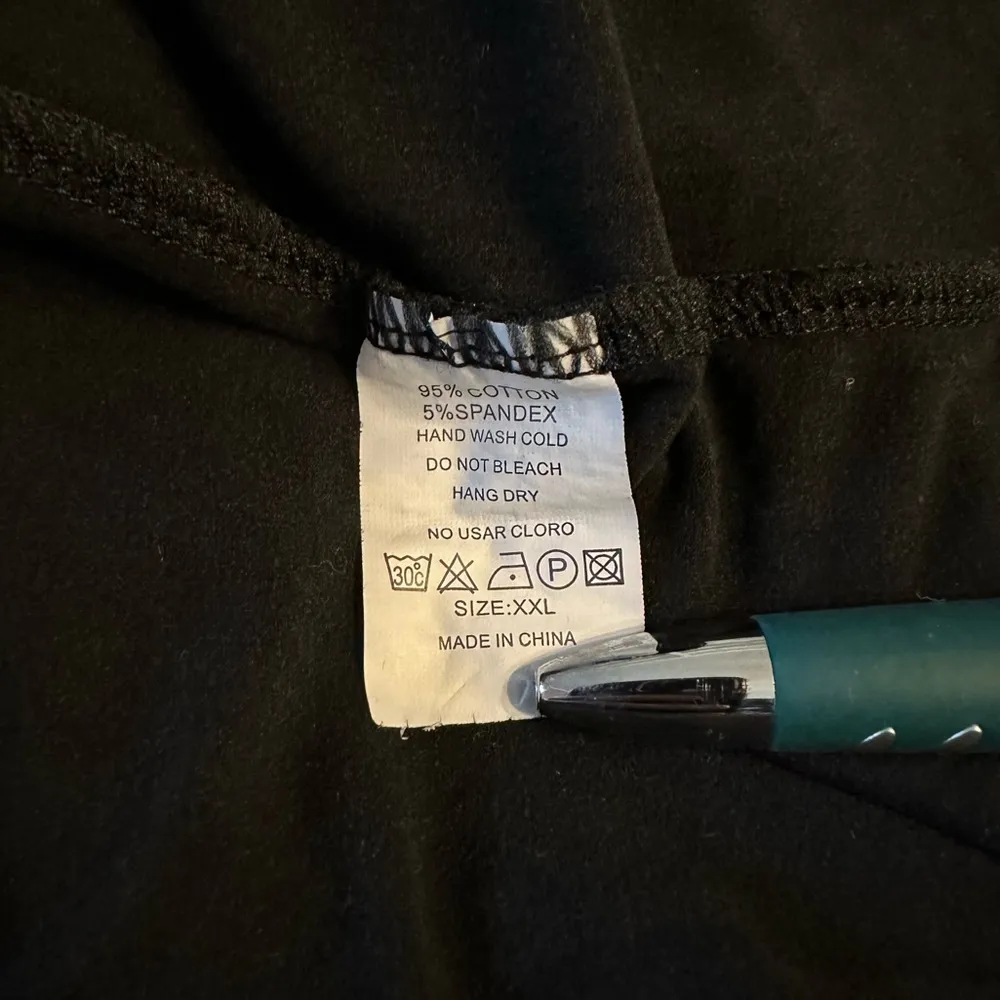 95% COTTON
5%SPANDEX
HAND WASH COLD
DO NOT BLEACH
HANG DRY
NO USAR CLORO
30°C P
SIZE:XXL
MADE IN CHINA